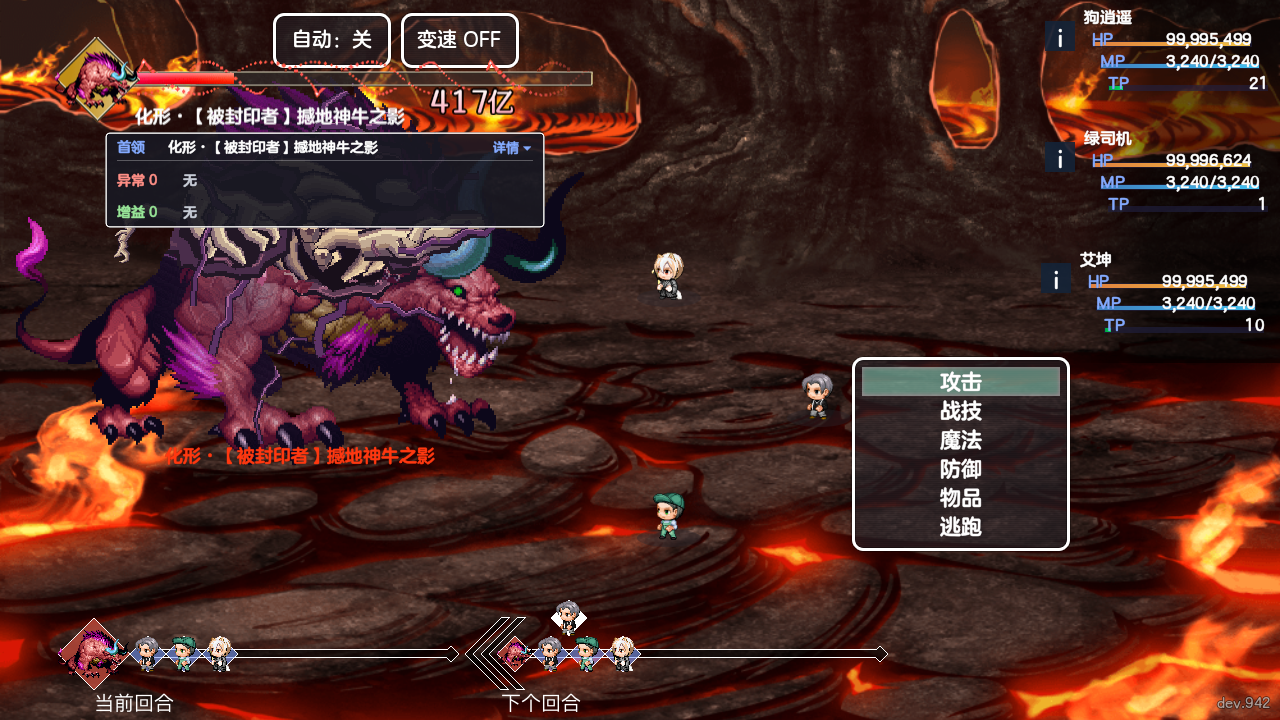 自动：关
变速 OFF
417亿
化形·【被封印者】撼地神牛之影
首领 化形·【被封印者】撼地神牛之影 详情
异常 0 无
增益 0 无
化形·【被封印者】撼地神牛之影
狗逍遥
HP 99,995,499
MP 3,240/3,240
TP 21
绿司机
HP 99,996,624
MP 3,240/3,240
TP 1
艾坤
HP 99,995,499
MP 3,240/3,240
TP 10
攻击
战技
魔法
防御
物品
逃跑
当前回合
下个回合
dev.942